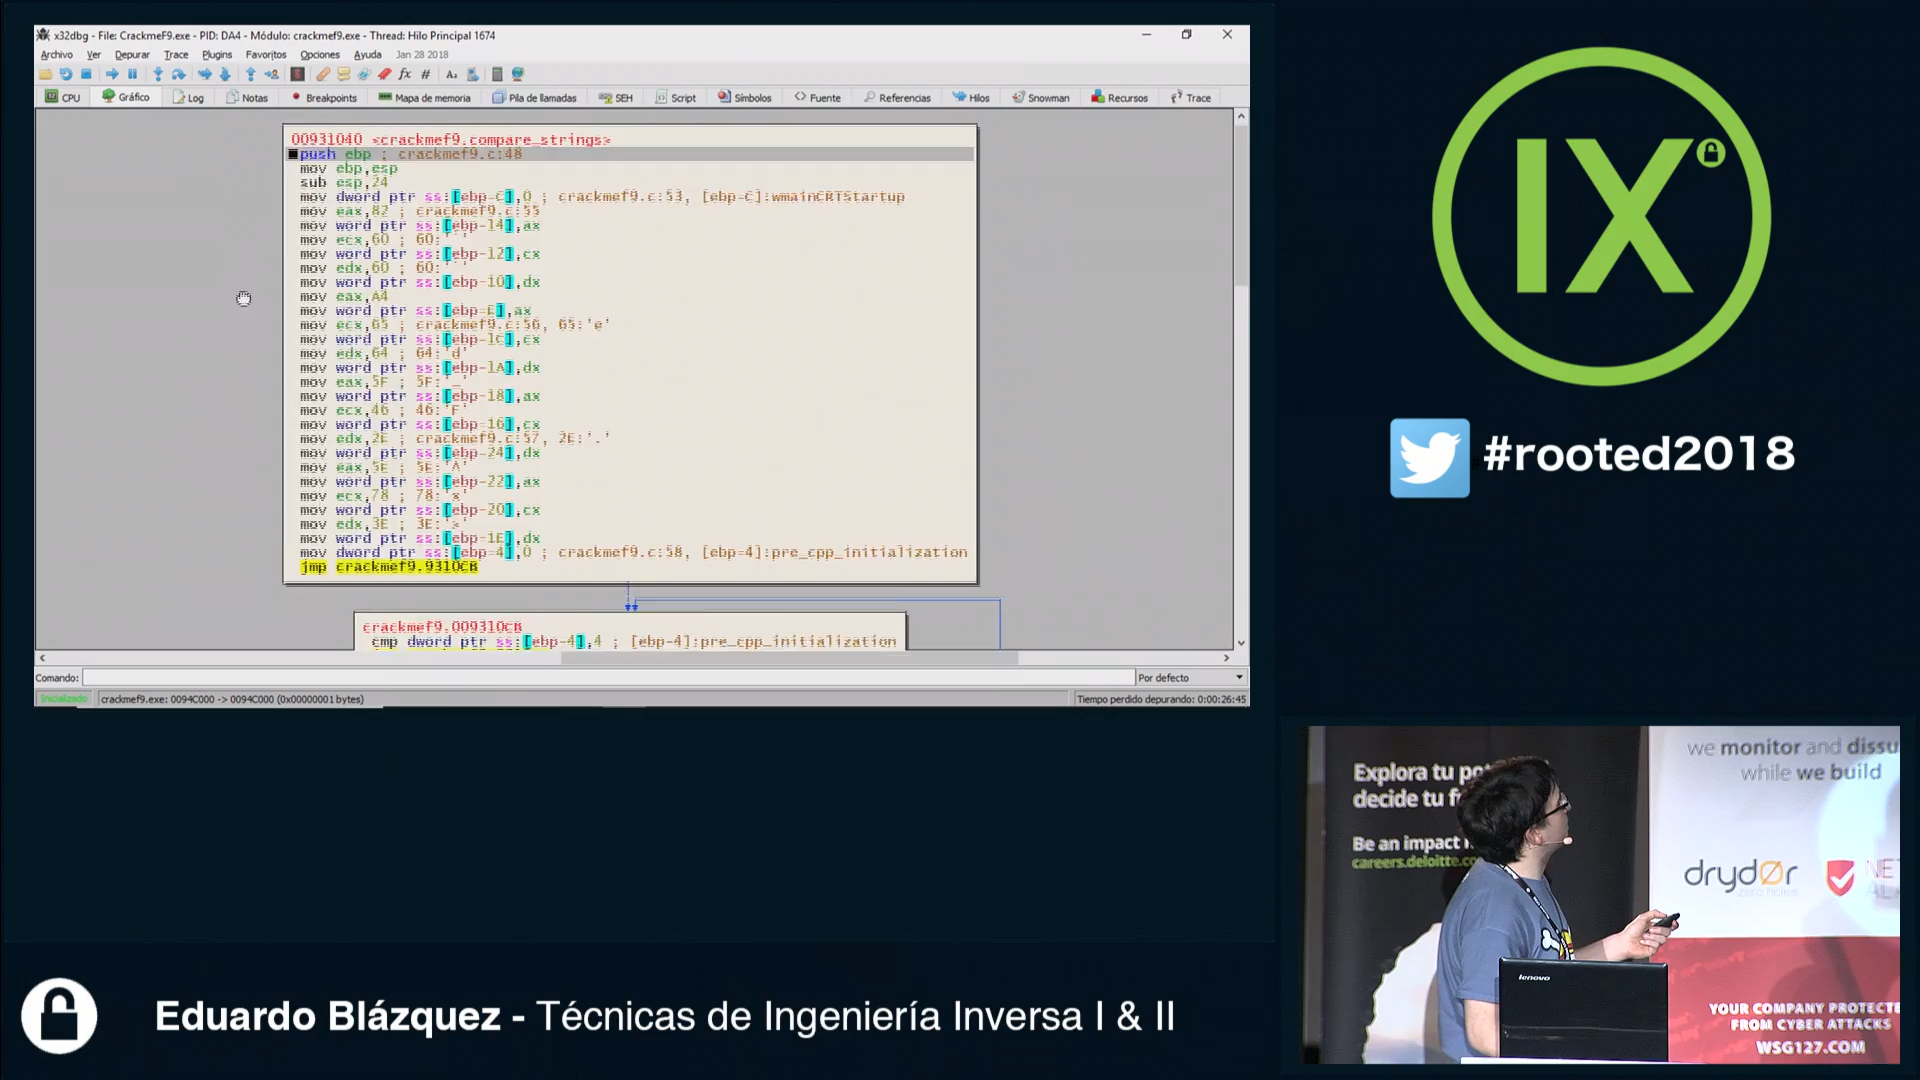 x32dbg - File: CrackmeF9.exe - PID: DA4 - Módulo: crackmef9.exe - Thread: Hilo Principal 1674
Archivo Ver Depurar Trace Plugins Favoritos Opciones Ayuda Jan 28 2018
CPU Gráfico Log Notas Breakpoints Mapa de memoria Pila de llamadas SEH Script Símbolos Fuente Referencias Hilos Snowman Recursos Trace
00931040 <crackmef9.compare_strings>
push ebp ; crackmef9.c:48
mov ebp,esp
sub esp,24
mov dword ptr ss:[ebp-C],0 ; crackmef9.c:53, [ebp-C]:wmainCRTStartup
mov eax,82 ; crackmef9.c:55
mov word ptr ss:[ebp-14],ax
mov ecx,60 ; 60:'`'
mov word ptr ss:[ebp-12],cx
mov edx,60 ; 60:'`'
mov word ptr ss:[ebp-10],dx
mov eax,A4
mov word ptr ss:[ebp-E],ax
mov ecx,65 ; crackmef9.c:56, 65:'e'
mov word ptr ss:[ebp-1C],cx
mov edx,64 ; 64:'d'
mov word ptr ss:[ebp-1A],dx
mov eax,5F ; 5F:'_'
mov word ptr ss:[ebp-18],ax
mov ecx,46 ; 46:'F'
mov word ptr ss:[ebp-16],cx
mov edx,2E ; crackmef9.c:57, 2E:'.'
mov word ptr ss:[ebp-24],dx
mov eax,5E ; 5E:'^'
mov word ptr ss:[ebp-22],ax
mov ecx,78 ; 78:'x'
mov word ptr ss:[ebp-20],cx
mov edx,3E ; 3E:'>'
mov word ptr ss:[ebp-1E],dx
mov dword ptr ss:[ebp-4],0 ; crackmef9.c:58, [ebp-4]:pre_cpp_initialization
jmp crackmef9.9310CB
crackmef9.009310CB
cmp dword ptr ss:[ebp-4],4 ; [ebp-4]:pre_cpp_initialization
Comando:
Por defecto
Inicializado crackmef9.exe: 0094C000 -> 0094C000 (0x00000001 bytes)
Tiempo perdido depurando: 0:00:26:45
IX
#rooted2018
Explora tu
decide tu
Be an impact
careers.deloitte.co
we monitor and dissu
while we build
drydØr
zero holes
NE
AL
lenovo
YOUR COMPANY PROTECTE
FROM CYBER ATTACKS
WSG127.COM
Eduardo Blázquez - Técnicas de Ingeniería Inversa I & II